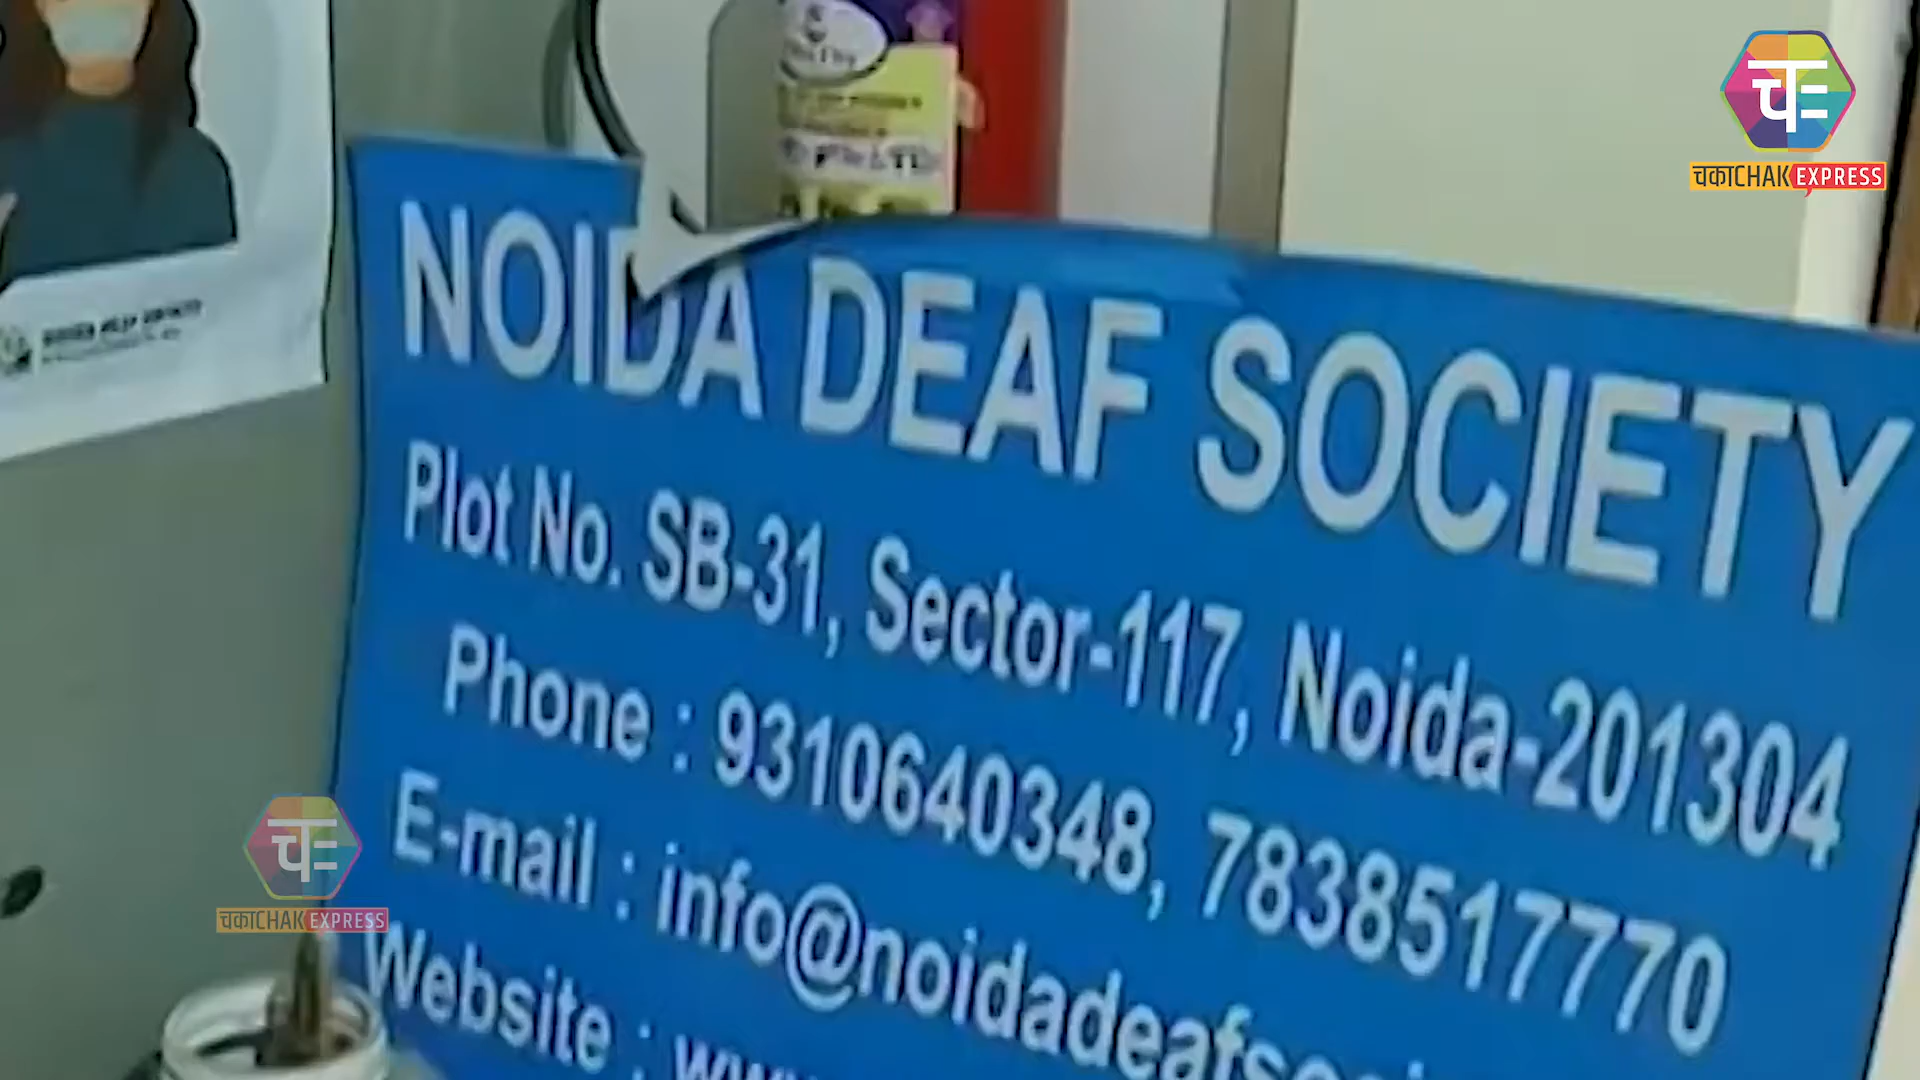 चकाCHAK EXPRESS
NOIDA DEAF SOCIETY
Plot No. SB-31, Sector-117, Noida-201304
Phone : 9310640348, 7838517770
E-mail : info@noidadeafsoci
Website : www
चकाCHAK EXPRESS